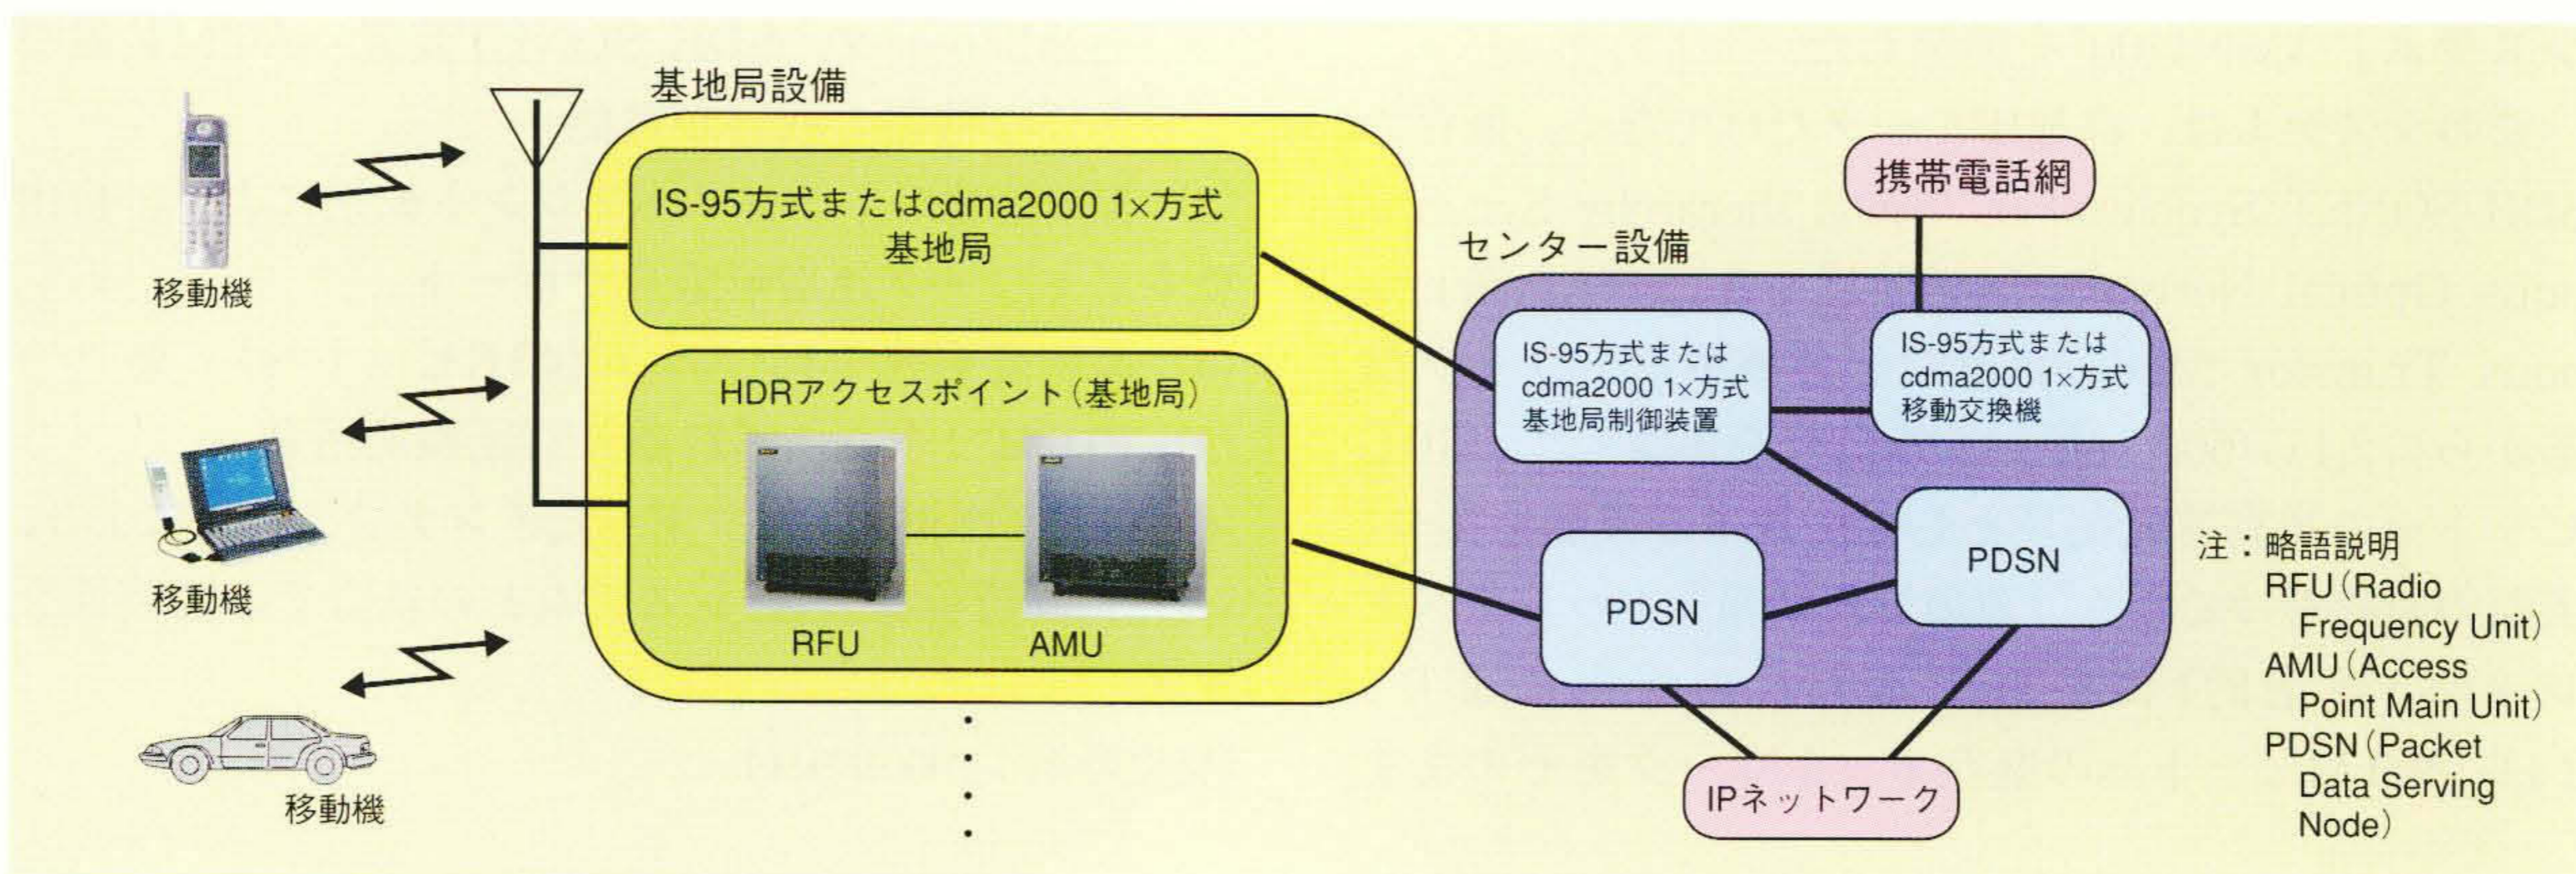 基地局設備
IS-95方式またはcdma2000 1×方式
基地局
HDRアクセスポイント(基地局)
RFU
AMU
移動機
移動機
移動機
センター設備
携帯電話網
IS-95方式または
cdma2000 1×方式
基地局制御装置
IS-95方式または
cdma2000 1×方式
移動交換機
PDSN
PDSN
IPネットワーク
注:略語説明
RFU(Radio
Frequency Unit)
AMU(Access
Point Main Unit)
PDSN(Packet
Data Serving
Node)